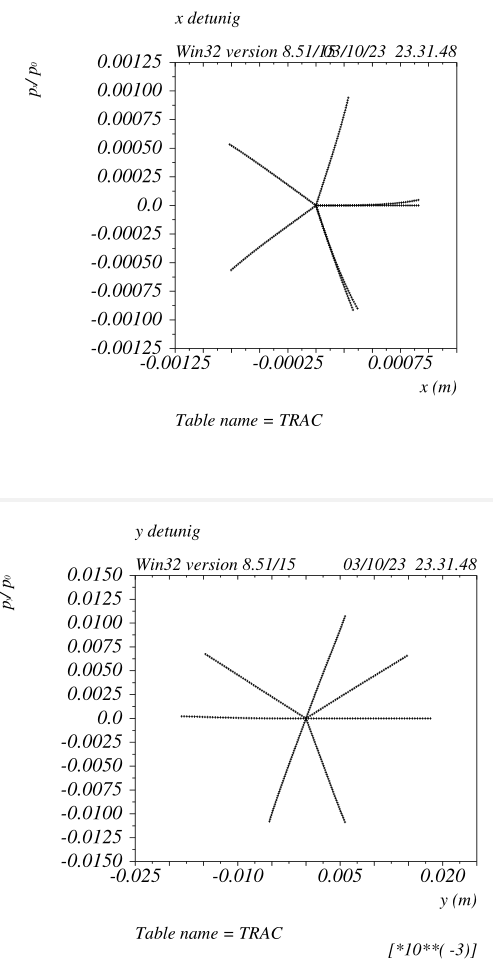 x detunig
Win32 version 8.51/15 03/10/23 23.31.48
p/p0
0.00125
0.00100
0.00075
0.00050
0.00025
0.0
-0.00025
-0.00050
-0.00075
-0.00100
-0.00125
-0.00125 -0.00025 0.00075
x (m)
Table name = TRAC
y detunig
Win32 version 8.51/15 03/10/23 23.31.48
p/p0
0.0150
0.0125
0.0100
0.0075
0.0050
0.0025
0.0
-0.0025
-0.0050
-0.0075
-0.0100
-0.0125
-0.0150
-0.025 -0.010 0.005 0.020
y (m)
Table name = TRAC
[*10**( -3)]